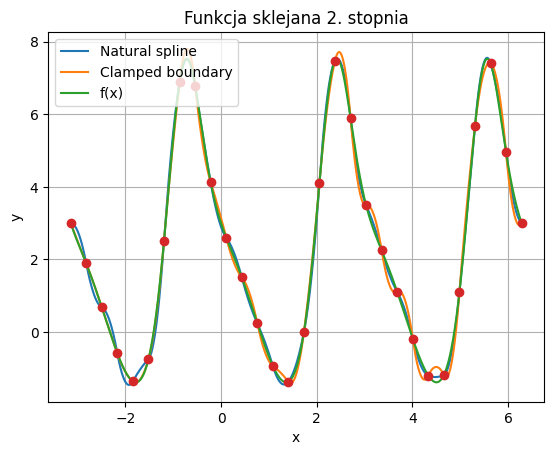 Funkcja sklejana 2. stopnia
Natural spline
Clamped boundary
f(x)
y
8
6
4
2
0
−2 0 2 4 6
x